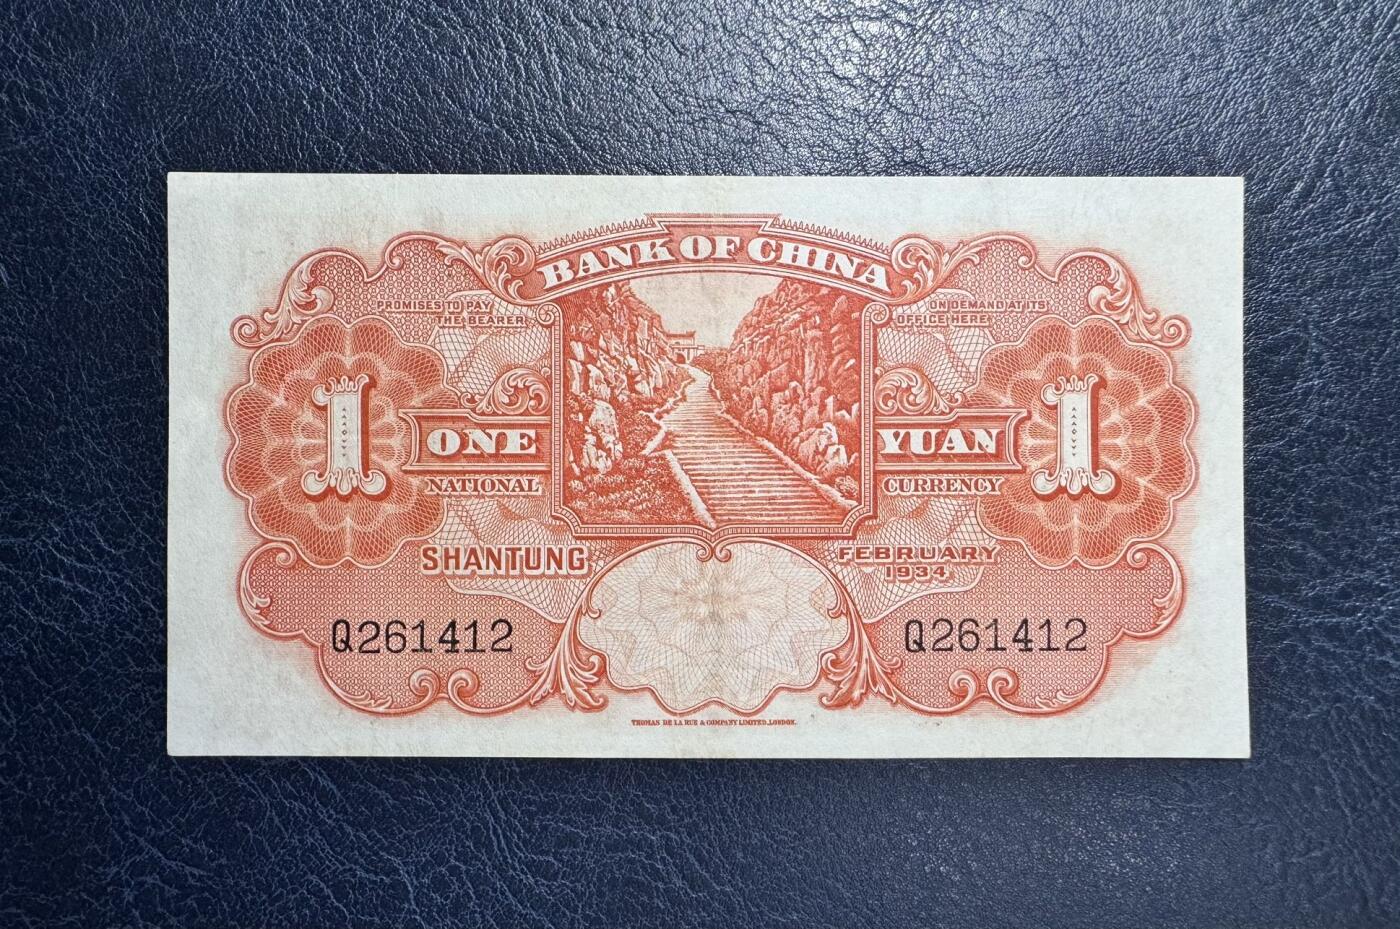 BANK OF CHINA
PROMISES TO PAY
THE BEARER
ON DEMAND AT ITS
OFFICE HERE
1
ONE
YUAN
1
NATIONAL
CURRENCY
SHANTUNG
FEBRUARY
1934
Q261412
Q261412
THOMAS DE LA RUE & COMPANY LIMITED, LONDON.